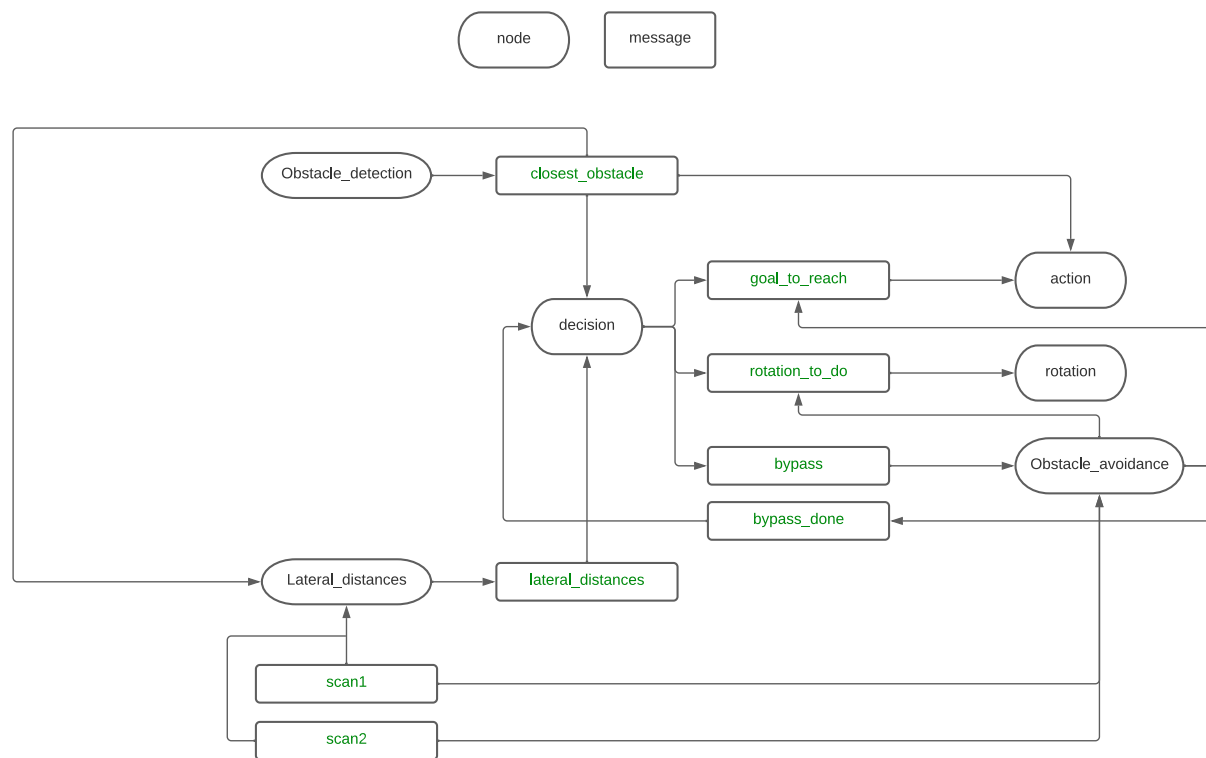 node
message
Obstacle_detection
closest_obstacle
goal_to_reach
action
decision
rotation_to_do
rotation
bypass
Obstacle_avoidance
bypass_done
Lateral_distances
lateral_distances
scan1
scan2